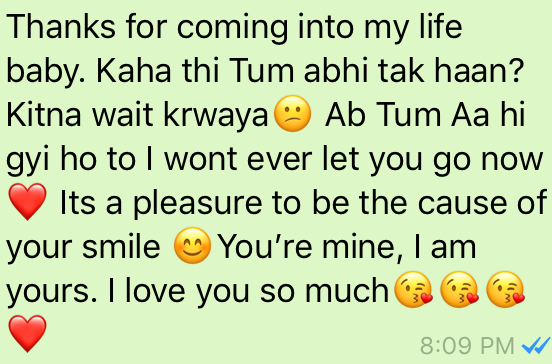 Thanks for coming into my life
baby. Kaha thi Tum abhi tak haan?
Kitna wait krwaya😕 Ab Tum Aa hi
gyi ho to I wont ever let you go now
❤️ Its a pleasure to be the cause of
your smile 😊 You’re mine, I am
yours. I love you so much😘😘😘
❤️
8:09 PM